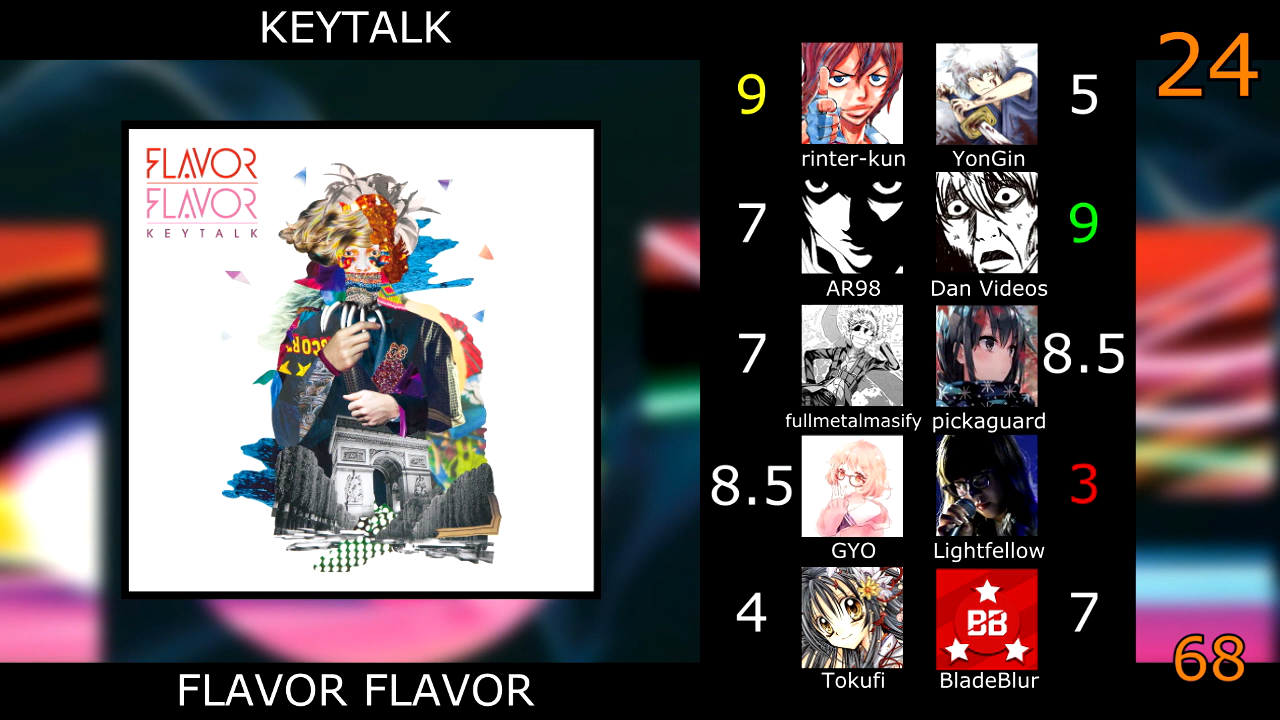 KEYTALK
FLAVOR
FLAVOR
KEYTALK
FLAVOR FLAVOR
9
rinter-kun
5
YonGin
7
AR98
9
Dan Videos
7
fullmetalmasify
8.5
pickaguard
8.5
GYO
3
Lightfellow
4
Tokufi
7
BB
BladeBlur
24
68